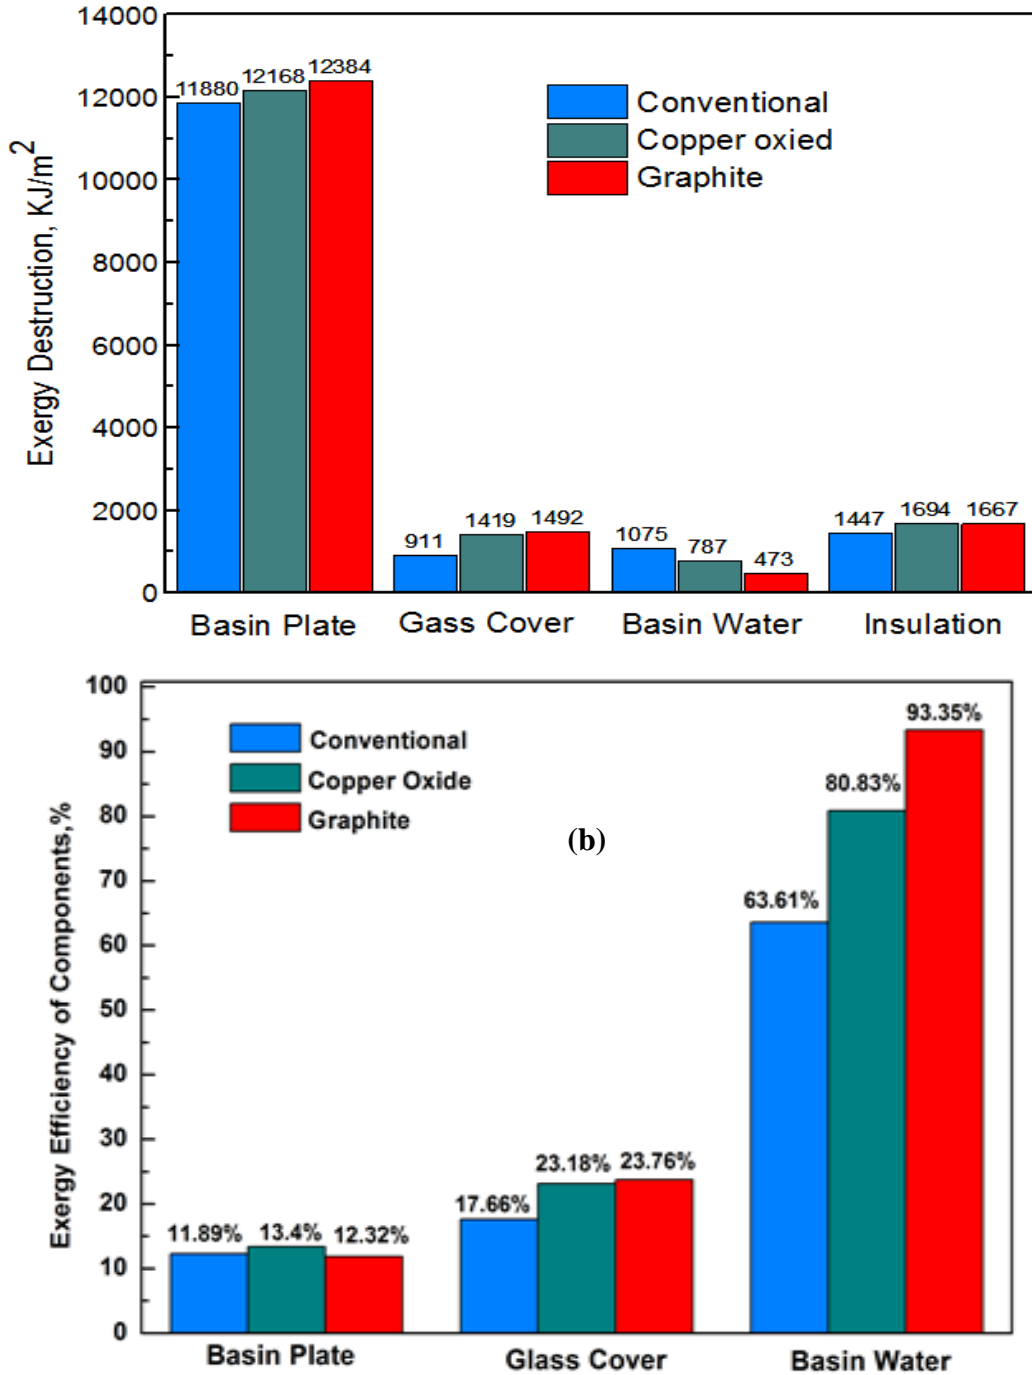 14000
12000
10000
8000
6000
4000
2000
0
Exergy Destruction, KJ/m²
11880 12168 12384
911 1419 1492
1075 787 473
1447 1694 1667
Conventional
Copper oxied
Graphite
Basin Plate Gass Cover Basin Water Insulation
100
90
80
70
60
50
40
30
20
10
0
Exergy Efficiency of Components,%
Conventional
Copper Oxide
Graphite
(b)
11.89% 13.4% 12.32%
17.66% 23.18% 23.76%
63.61% 80.83% 93.35%
Basin Plate Glass Cover Basin Water